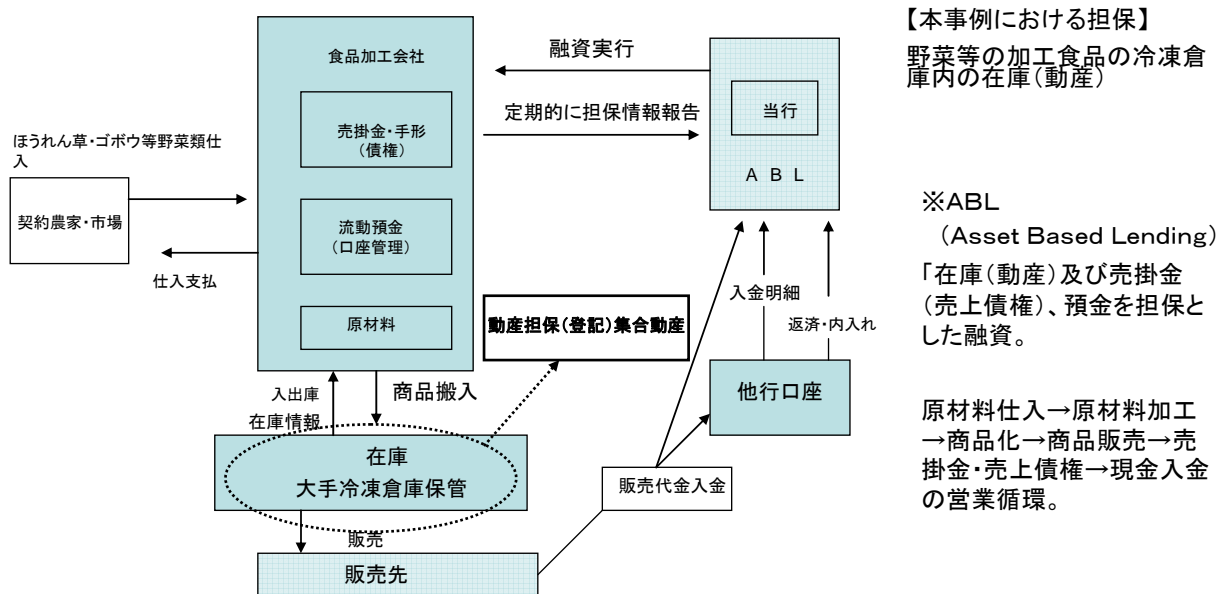 食品加工会社
売掛金・手形
(債権)
流動預金
(口座管理)
原材料
ほうれん草・ゴボウ等野菜類仕
入
契約農家・市場
仕入支払
融資実行
定期的に担保情報報告
当行
ABL
動産担保(登記)集合動産
入金明細
返済・内入れ
他行口座
入出庫
在庫情報
商品搬入
在庫
大手冷凍倉庫保管
販売代金入金
販売
販売先
【本事例における担保】
野菜等の加工食品の冷凍倉
庫内の在庫(動産)
※ABL
(Asset Based Lending)
「在庫(動産)及び売掛金
(売上債権)、預金を担保と
した融資。
原材料仕入→原材料加工
→商品化→商品販売→売
掛金・売上債権→現金入金
の営業循環。